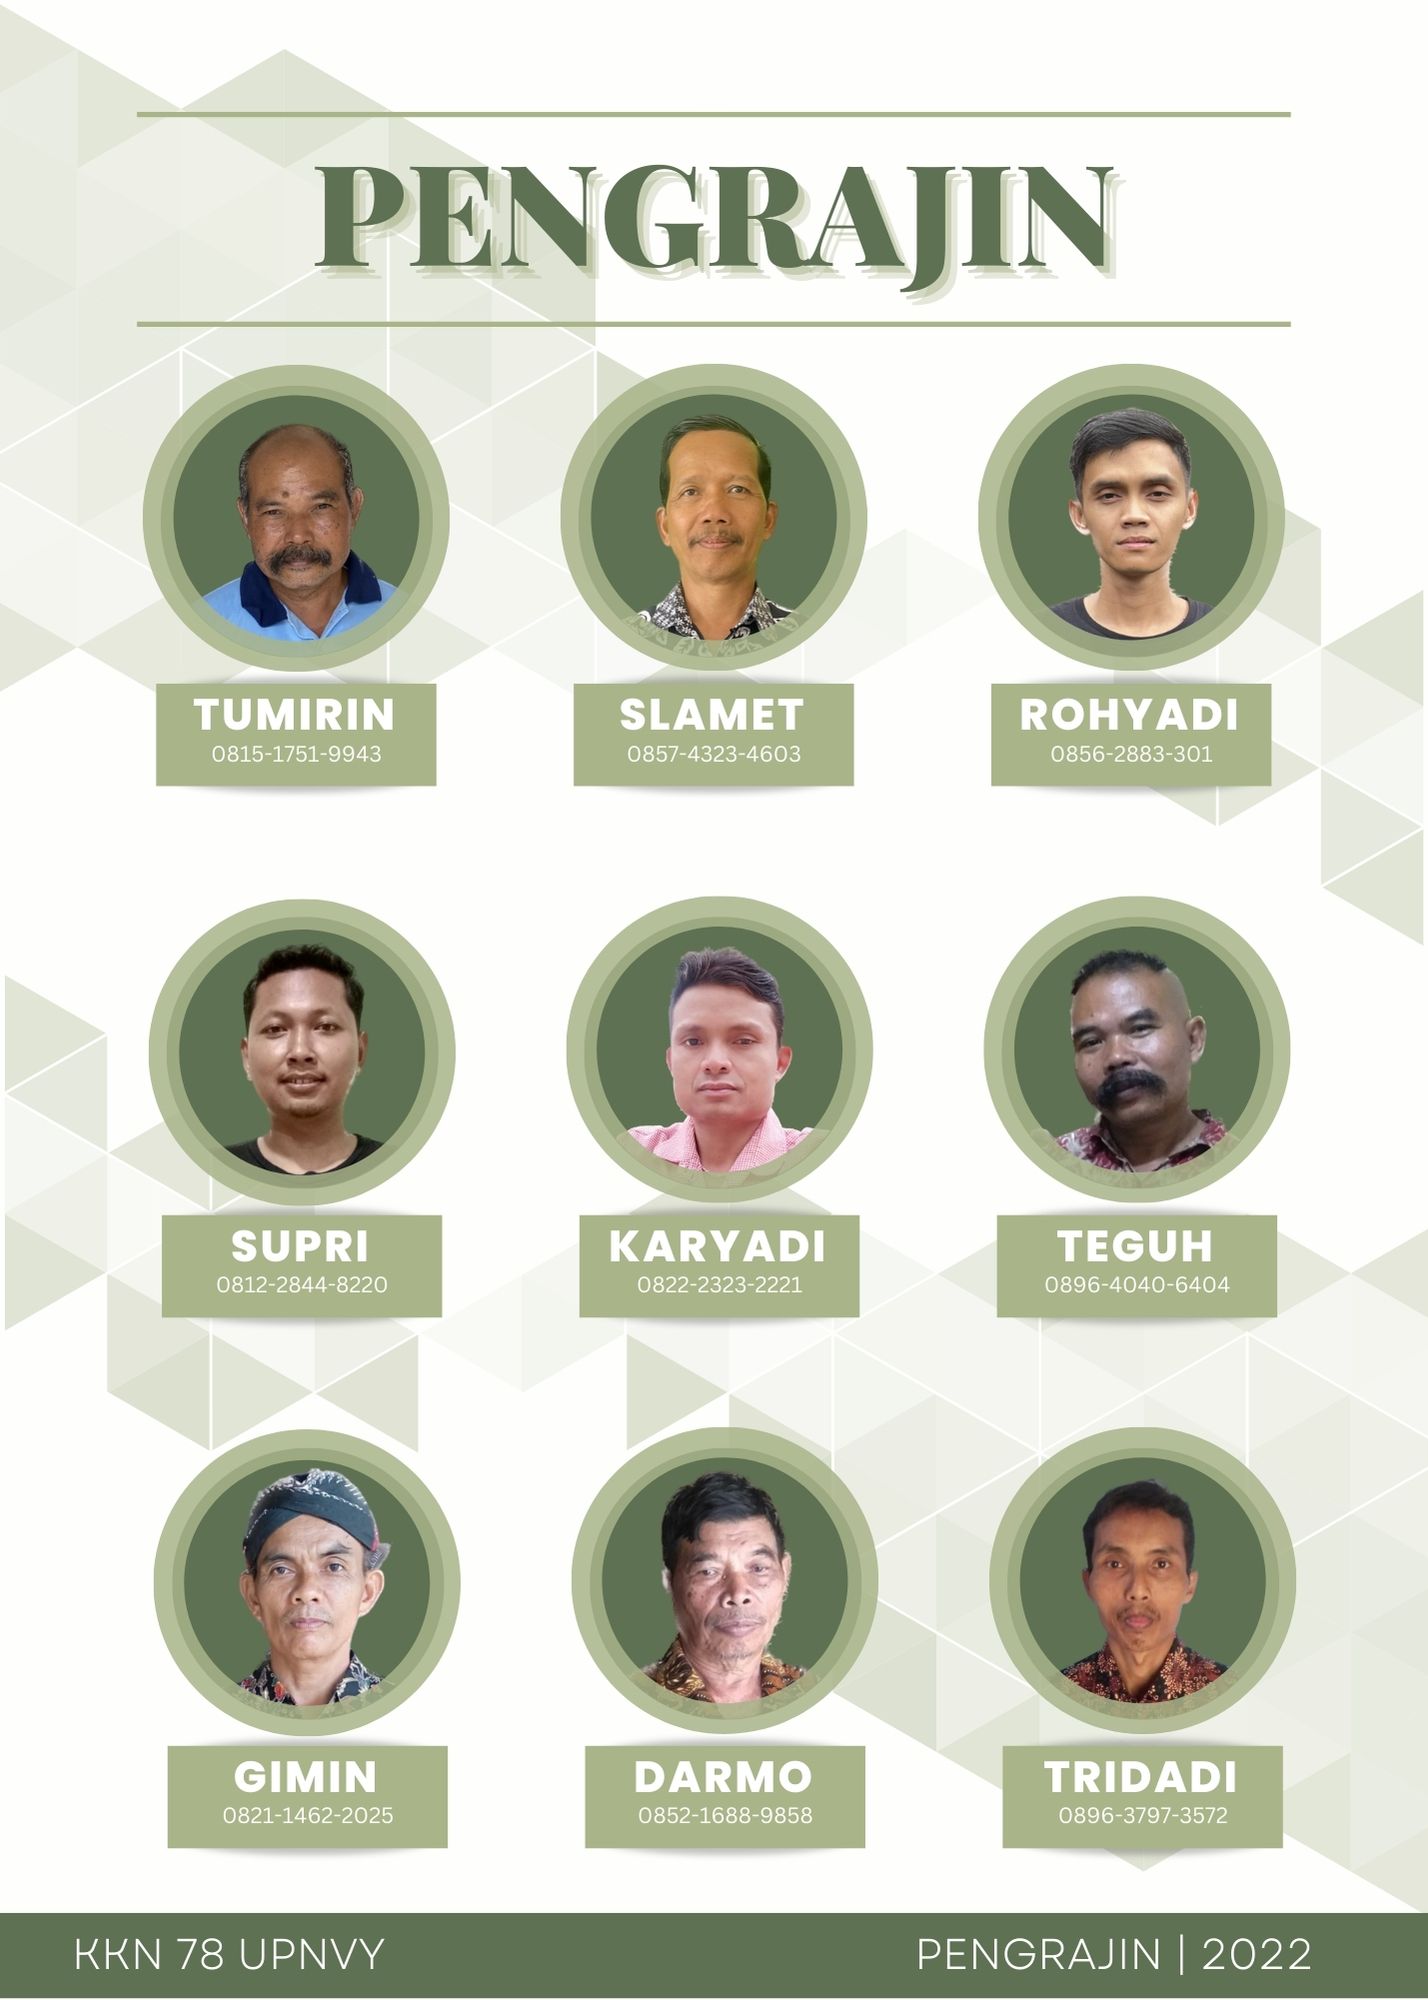 PENGRAJIN
TUMIRIN
0815-1751-9943
SLAMET
0857-4323-4603
ROHYADI
0856-2883-301
SUPRI
0812-2844-8220
KARYADI
0822-2323-2221
TEGUH
0896-4040-6404
GIMIN
0821-1462-2025
DARMO
0852-1688-9858
TRIDADI
0896-3797-3572
KKN 78 UPNVY
PENGRAJIN | 2022